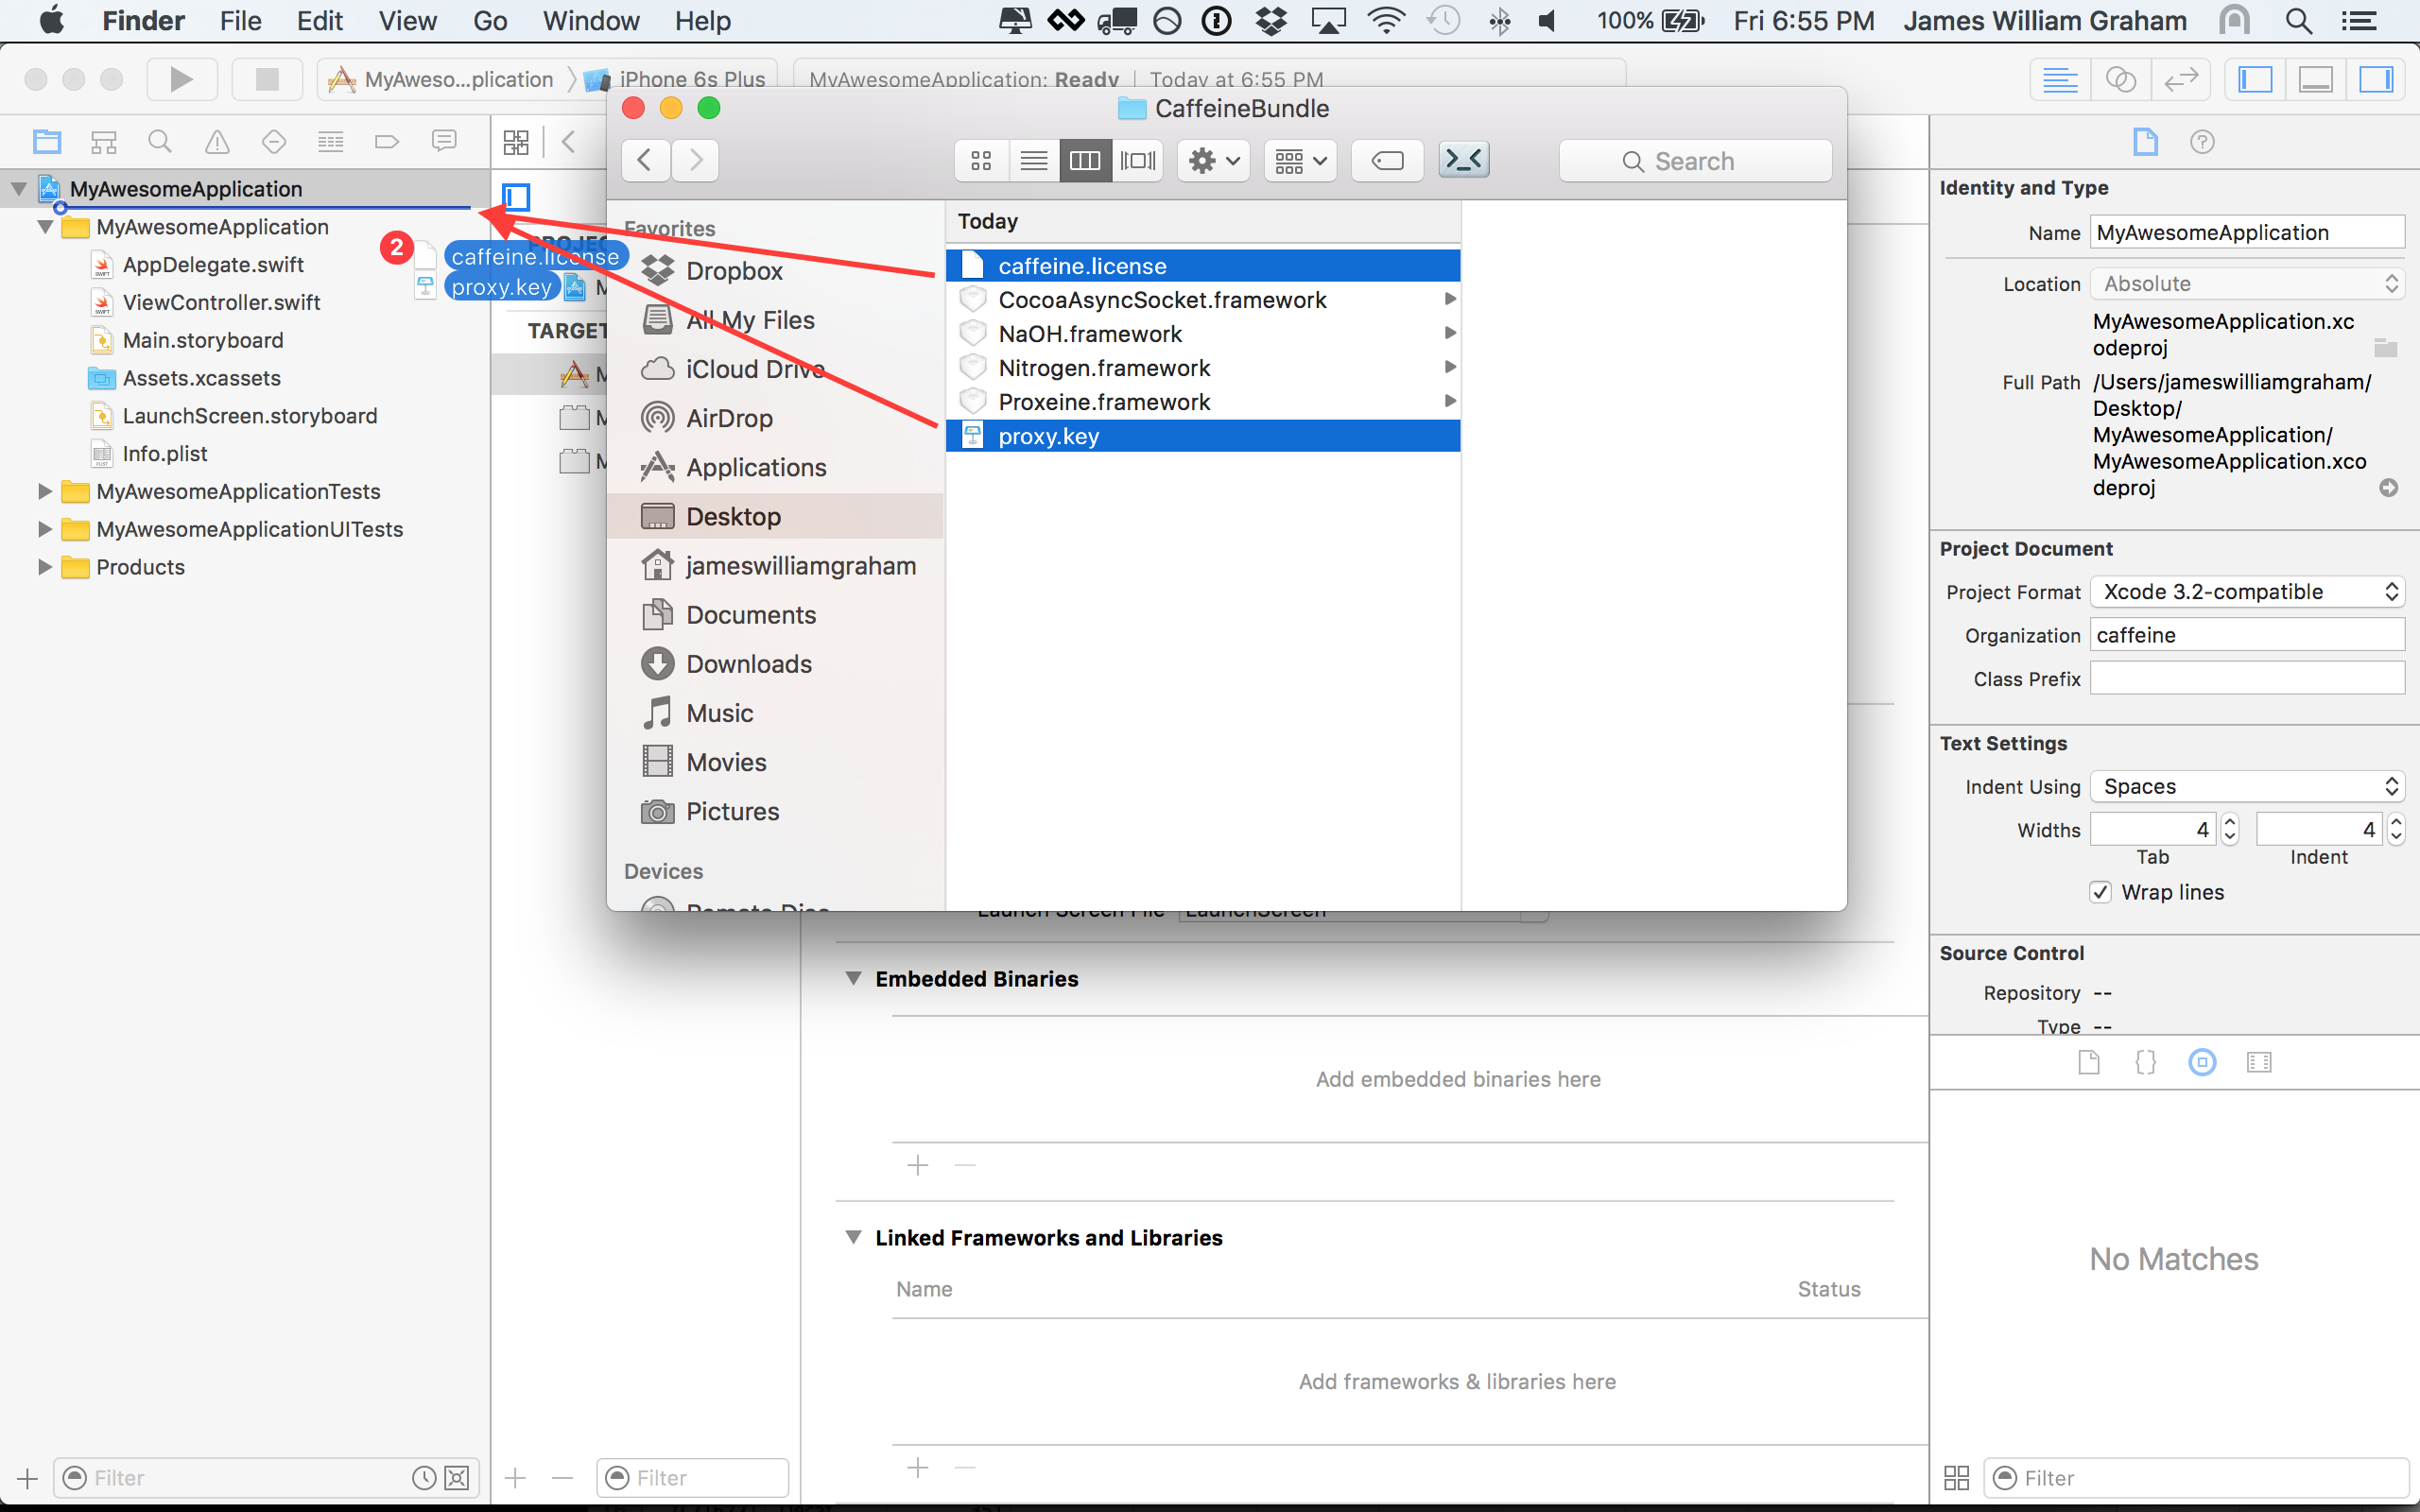 Finder File Edit View Go Window Help 100% Fri 6:55 PM James William Graham
MyAweso...plication iPhone 6s Plus MyAwesomeApplication: Ready Today at 6:55 PM
MyAwesomeApplication
MyAwesomeApplication
AppDelegate.swift
ViewController.swift
Main.storyboard
Assets.xcassets
LaunchScreen.storyboard
Info.plist
MyAwesomeApplicationTests
MyAwesomeApplicationUITests
Products
Filter
2
caffeine.license
proxy.key
PROJEC
M
TARGET
M
M
M
Filter
CaffeineBundle
Search
Favorites
Dropbox
All My Files
iCloud Drive
AirDrop
Applications
Desktop
jameswilliamgraham
Documents
Downloads
Music
Movies
Pictures
Devices
Remote Disc
Today
caffeine.license
CocoaAsyncSocket.framework
NaOH.framework
Nitrogen.framework
Proxeine.framework
proxy.key
Launch Screen File LaunchScreen
Embedded Binaries
Add embedded binaries here
Linked Frameworks and Libraries
Name Status
Add frameworks & libraries here
Identity and Type
Name MyAwesomeApplication
Location Absolute
MyAwesomeApplication.xc
odeproj
Full Path /Users/jameswilliamgraham/
Desktop/
MyAwesomeApplication/
MyAwesomeApplication.xco
deproj
Project Document
Project Format Xcode 3.2-compatible
Organization caffeine
Class Prefix
Text Settings
Indent Using Spaces
Widths 4 4
Tab Indent
Wrap lines
Source Control
Repository --
Type --
No Matches
Filter